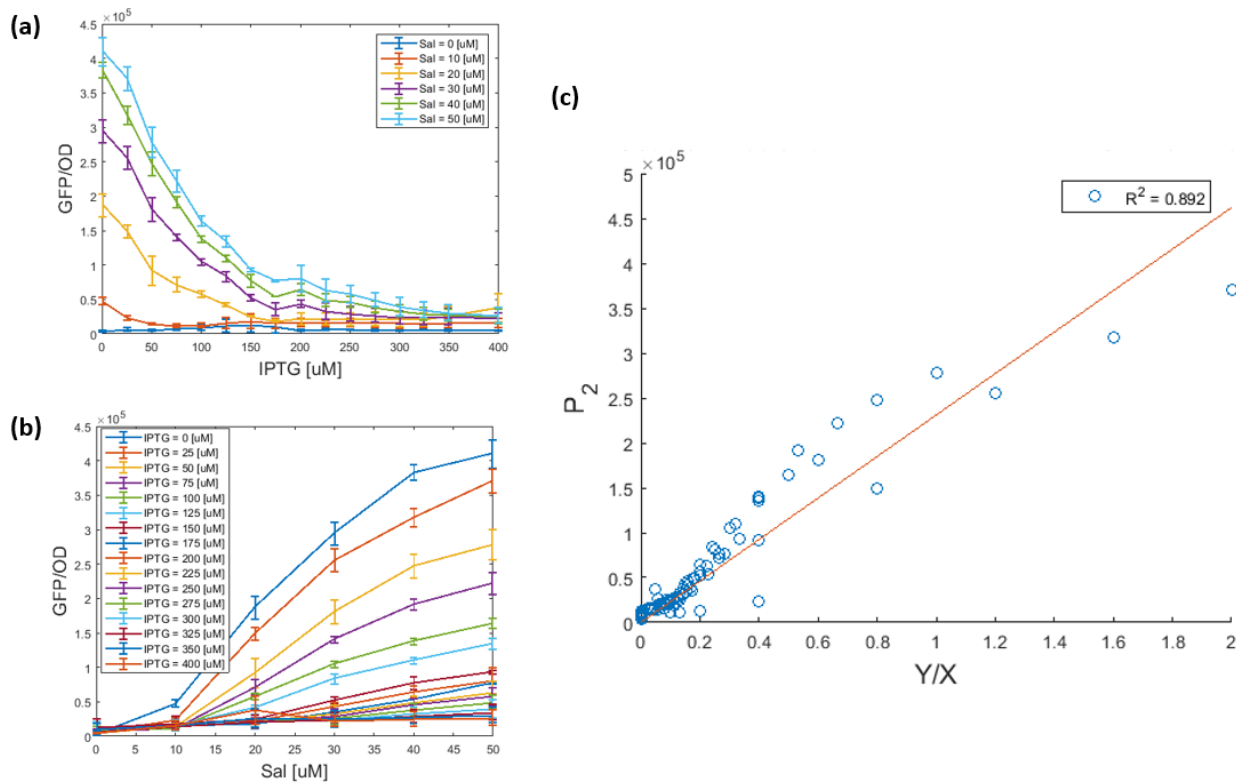 (a)
×10⁵
4.5
4
3.5
3
2.5
2
1.5
1
0.5
0
GFP/OD
0 50 100 150 200 250 300 350 400
IPTG [uM]
Sal = 0 [uM]
Sal = 10 [uM]
Sal = 20 [uM]
Sal = 30 [uM]
Sal = 40 [uM]
Sal = 50 [uM]
(b)
×10⁵
4.5
4
3.5
3
2.5
2
1.5
1
0.5
0
GFP/OD
0 5 10 15 20 25 30 35 40 45 50
Sal [uM]
IPTG = 0 [uM]
IPTG = 25 [uM]
IPTG = 50 [uM]
IPTG = 75 [uM]
IPTG = 100 [uM]
IPTG = 125 [uM]
IPTG = 150 [uM]
IPTG = 175 [uM]
IPTG = 200 [uM]
IPTG = 225 [uM]
IPTG = 250 [uM]
IPTG = 275 [uM]
IPTG = 300 [uM]
IPTG = 325 [uM]
IPTG = 350 [uM]
IPTG = 400 [uM]
(c)
×10⁵
5
4.5
4
3.5
3
2.5
2
1.5
1
0.5
0
P₂
0 0.2 0.4 0.6 0.8 1 1.2 1.4 1.6 1.8 2
Y/X
R² = 0.892